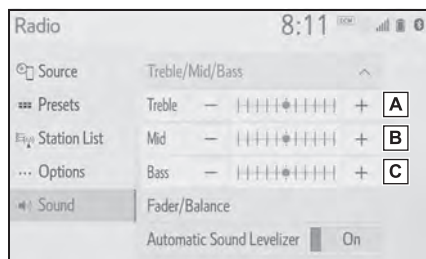 Radio 8:11 DCM
Source
Presets
Station List
Options
Sound
Treble/Mid/Bass
Treble - + A
Mid - + B
Bass - + C
Fader/Balance
Automatic Sound Levelizer On